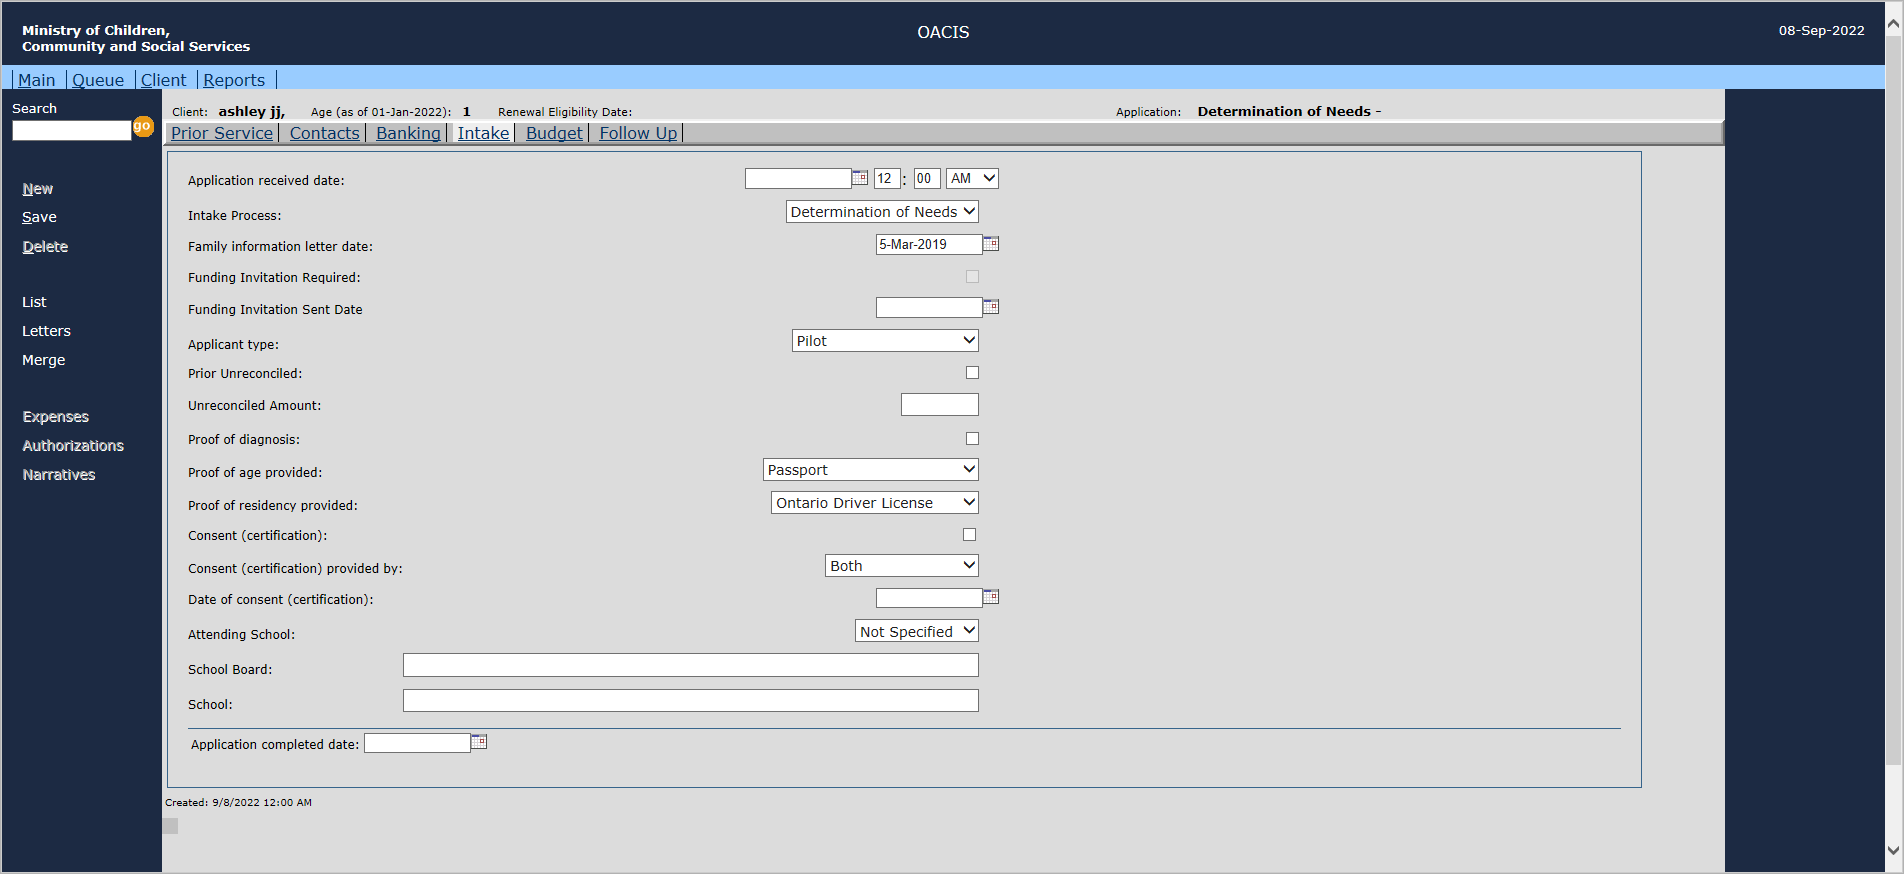 Ministry of Children,
Community and Social Services
OACIS
08-Sep-2022
Main Queue Client Reports
Search
go
Client: ashley jj, Age (as of 01-Jan-2022): 1 Renewal Eligibility Date: Application: Determination of Needs -
Prior Service Contacts Banking Intake Budget Follow Up
New
Save
Delete
List
Letters
Merge
Expenses
Authorizations
Narratives
Application received date: 12 : 00 AM
Intake Process: Determination of Needs
Family information letter date: 5-Mar-2019
Funding Invitation Required:
Funding Invitation Sent Date
Applicant type: Pilot
Prior Unreconciled:
Unreconciled Amount:
Proof of diagnosis:
Proof of age provided: Passport
Proof of residency provided: Ontario Driver License
Consent (certification):
Consent (certification) provided by: Both
Date of consent (certification):
Attending School: Not Specified
School Board:
School:
Application completed date:
Created: 9/8/2022 12:00 AM